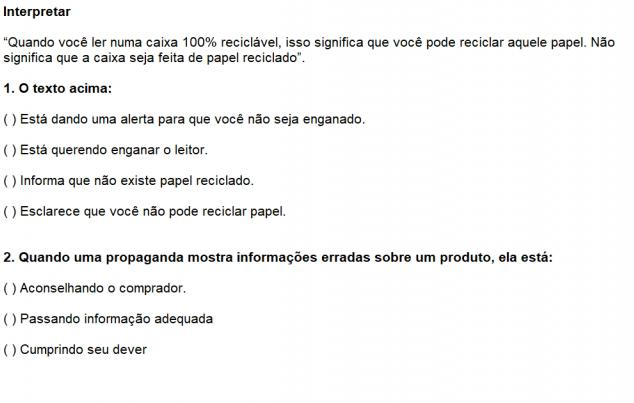 Interpretar
“Quando você ler numa caixa 100% reciclável, isso significa que você pode reciclar aquele papel. Não
significa que a caixa seja feita de papel reciclado”.
1. O texto acima:
( ) Está dando uma alerta para que você não seja enganado.
( ) Está querendo enganar o leitor.
( ) Informa que não existe papel reciclado.
( ) Esclarece que você não pode reciclar papel.
2. Quando uma propaganda mostra informações erradas sobre um produto, ela está:
( ) Aconselhando o comprador.
( ) Passando informação adequada
( ) Cumprindo seu dever